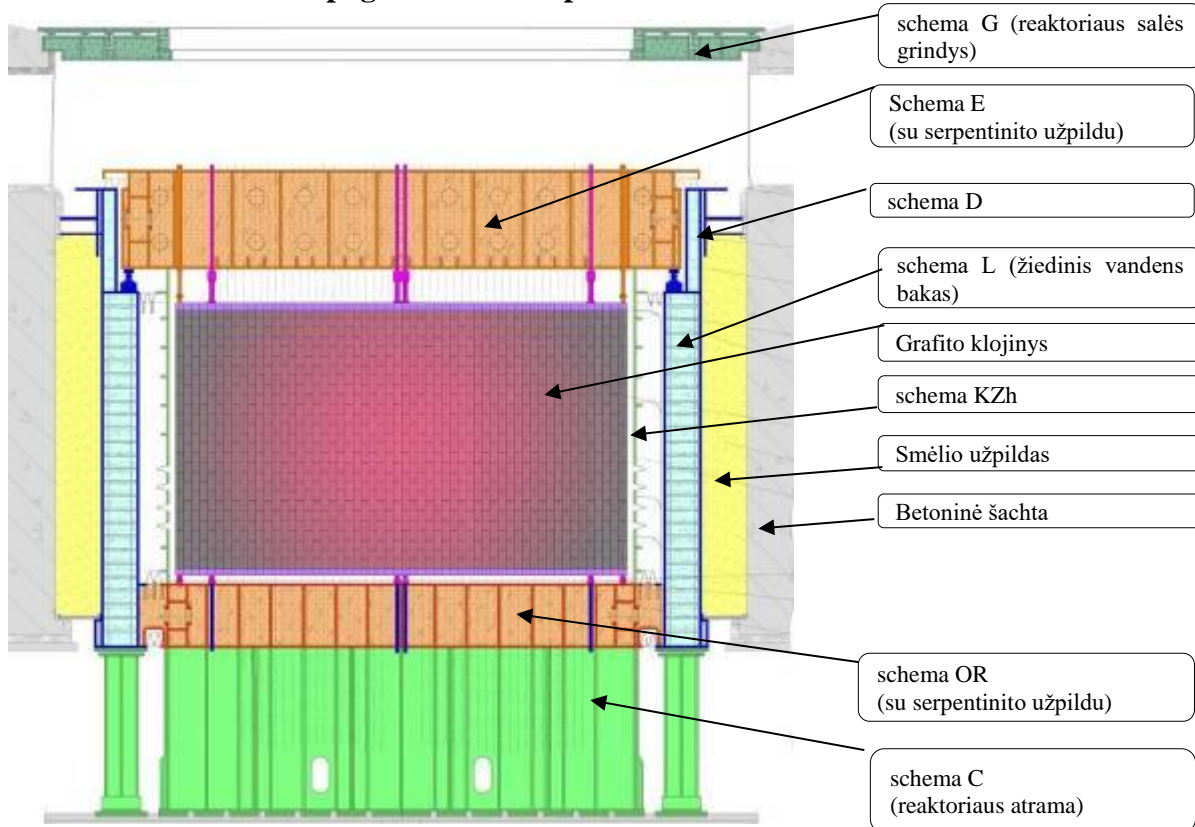 schema G (reaktoriaus salės
grindys)
Schema E
(su serpentinito užpildu)
schema D
schema L (žiedinis vandens
bakas)
Grafito klojinys
schema KZh
Smėlio užpildas
Betoninė šachta
schema OR
(su serpentinito užpildu)
schema C
(reaktoriaus atrama)